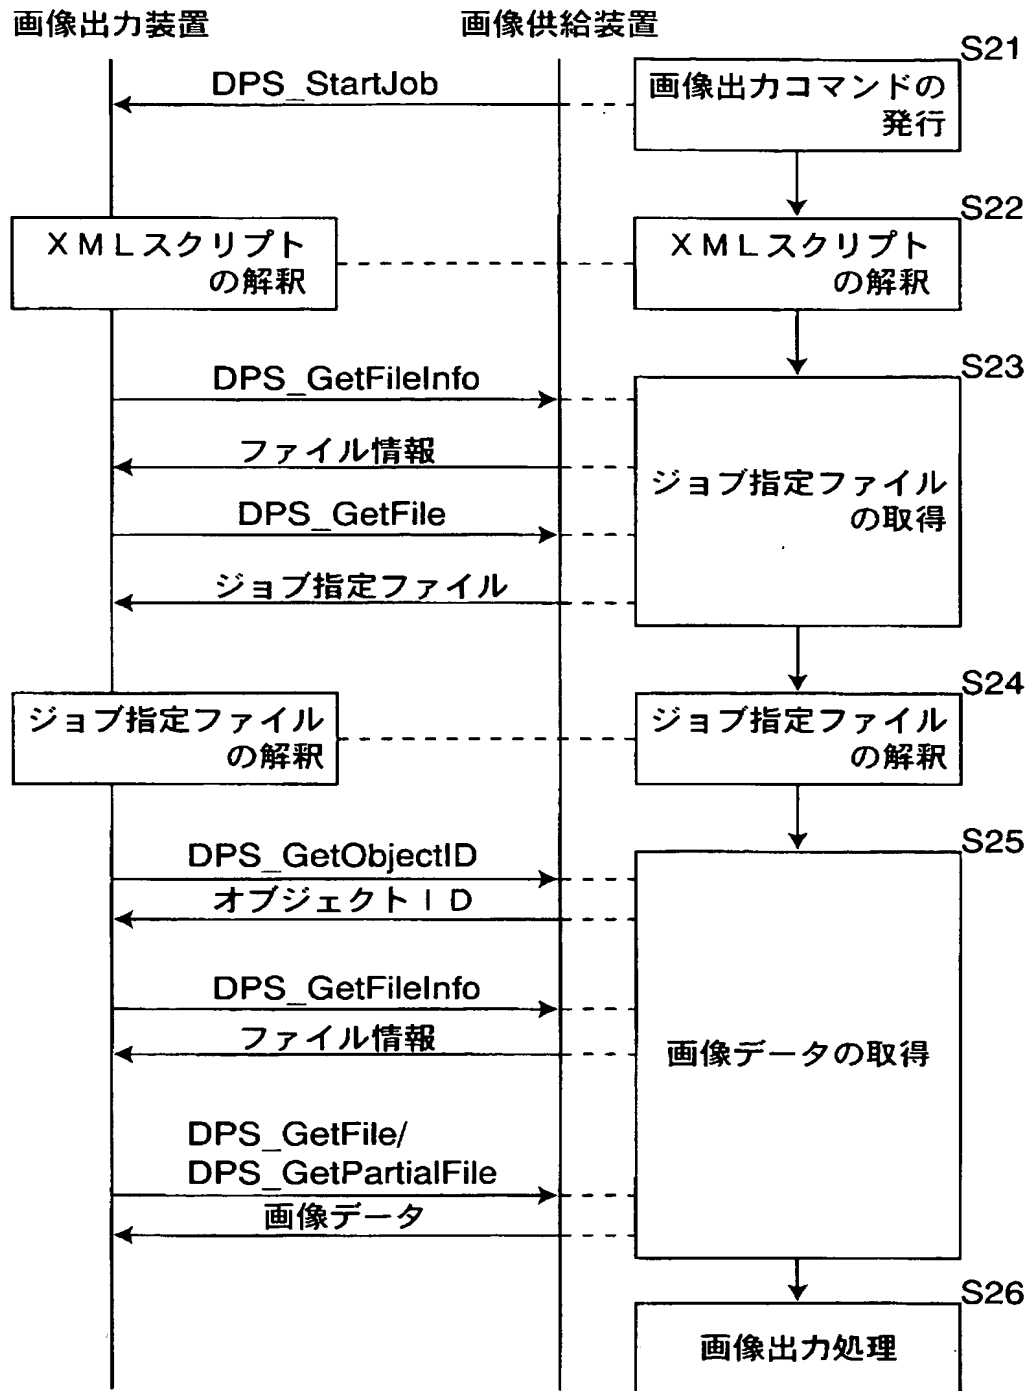 画像出力装置
画像供給装置
S21
DPS_StartJob
画像出力コマンドの
発行
S22
XMLスクリプト
の解釈
XMLスクリプト
の解釈
S23
DPS_GetFileInfo
ファイル情報
DPS_GetFile
ジョブ指定ファイル
ジョブ指定ファイル
の取得
S24
ジョブ指定ファイル
の解釈
ジョブ指定ファイル
の解釈
S25
DPS_GetObjectID
オブジェクトID
DPS_GetFileInfo
ファイル情報
画像データの取得
DPS_GetFile/
DPS_GetPartialFile
画像データ
S26
画像出力処理